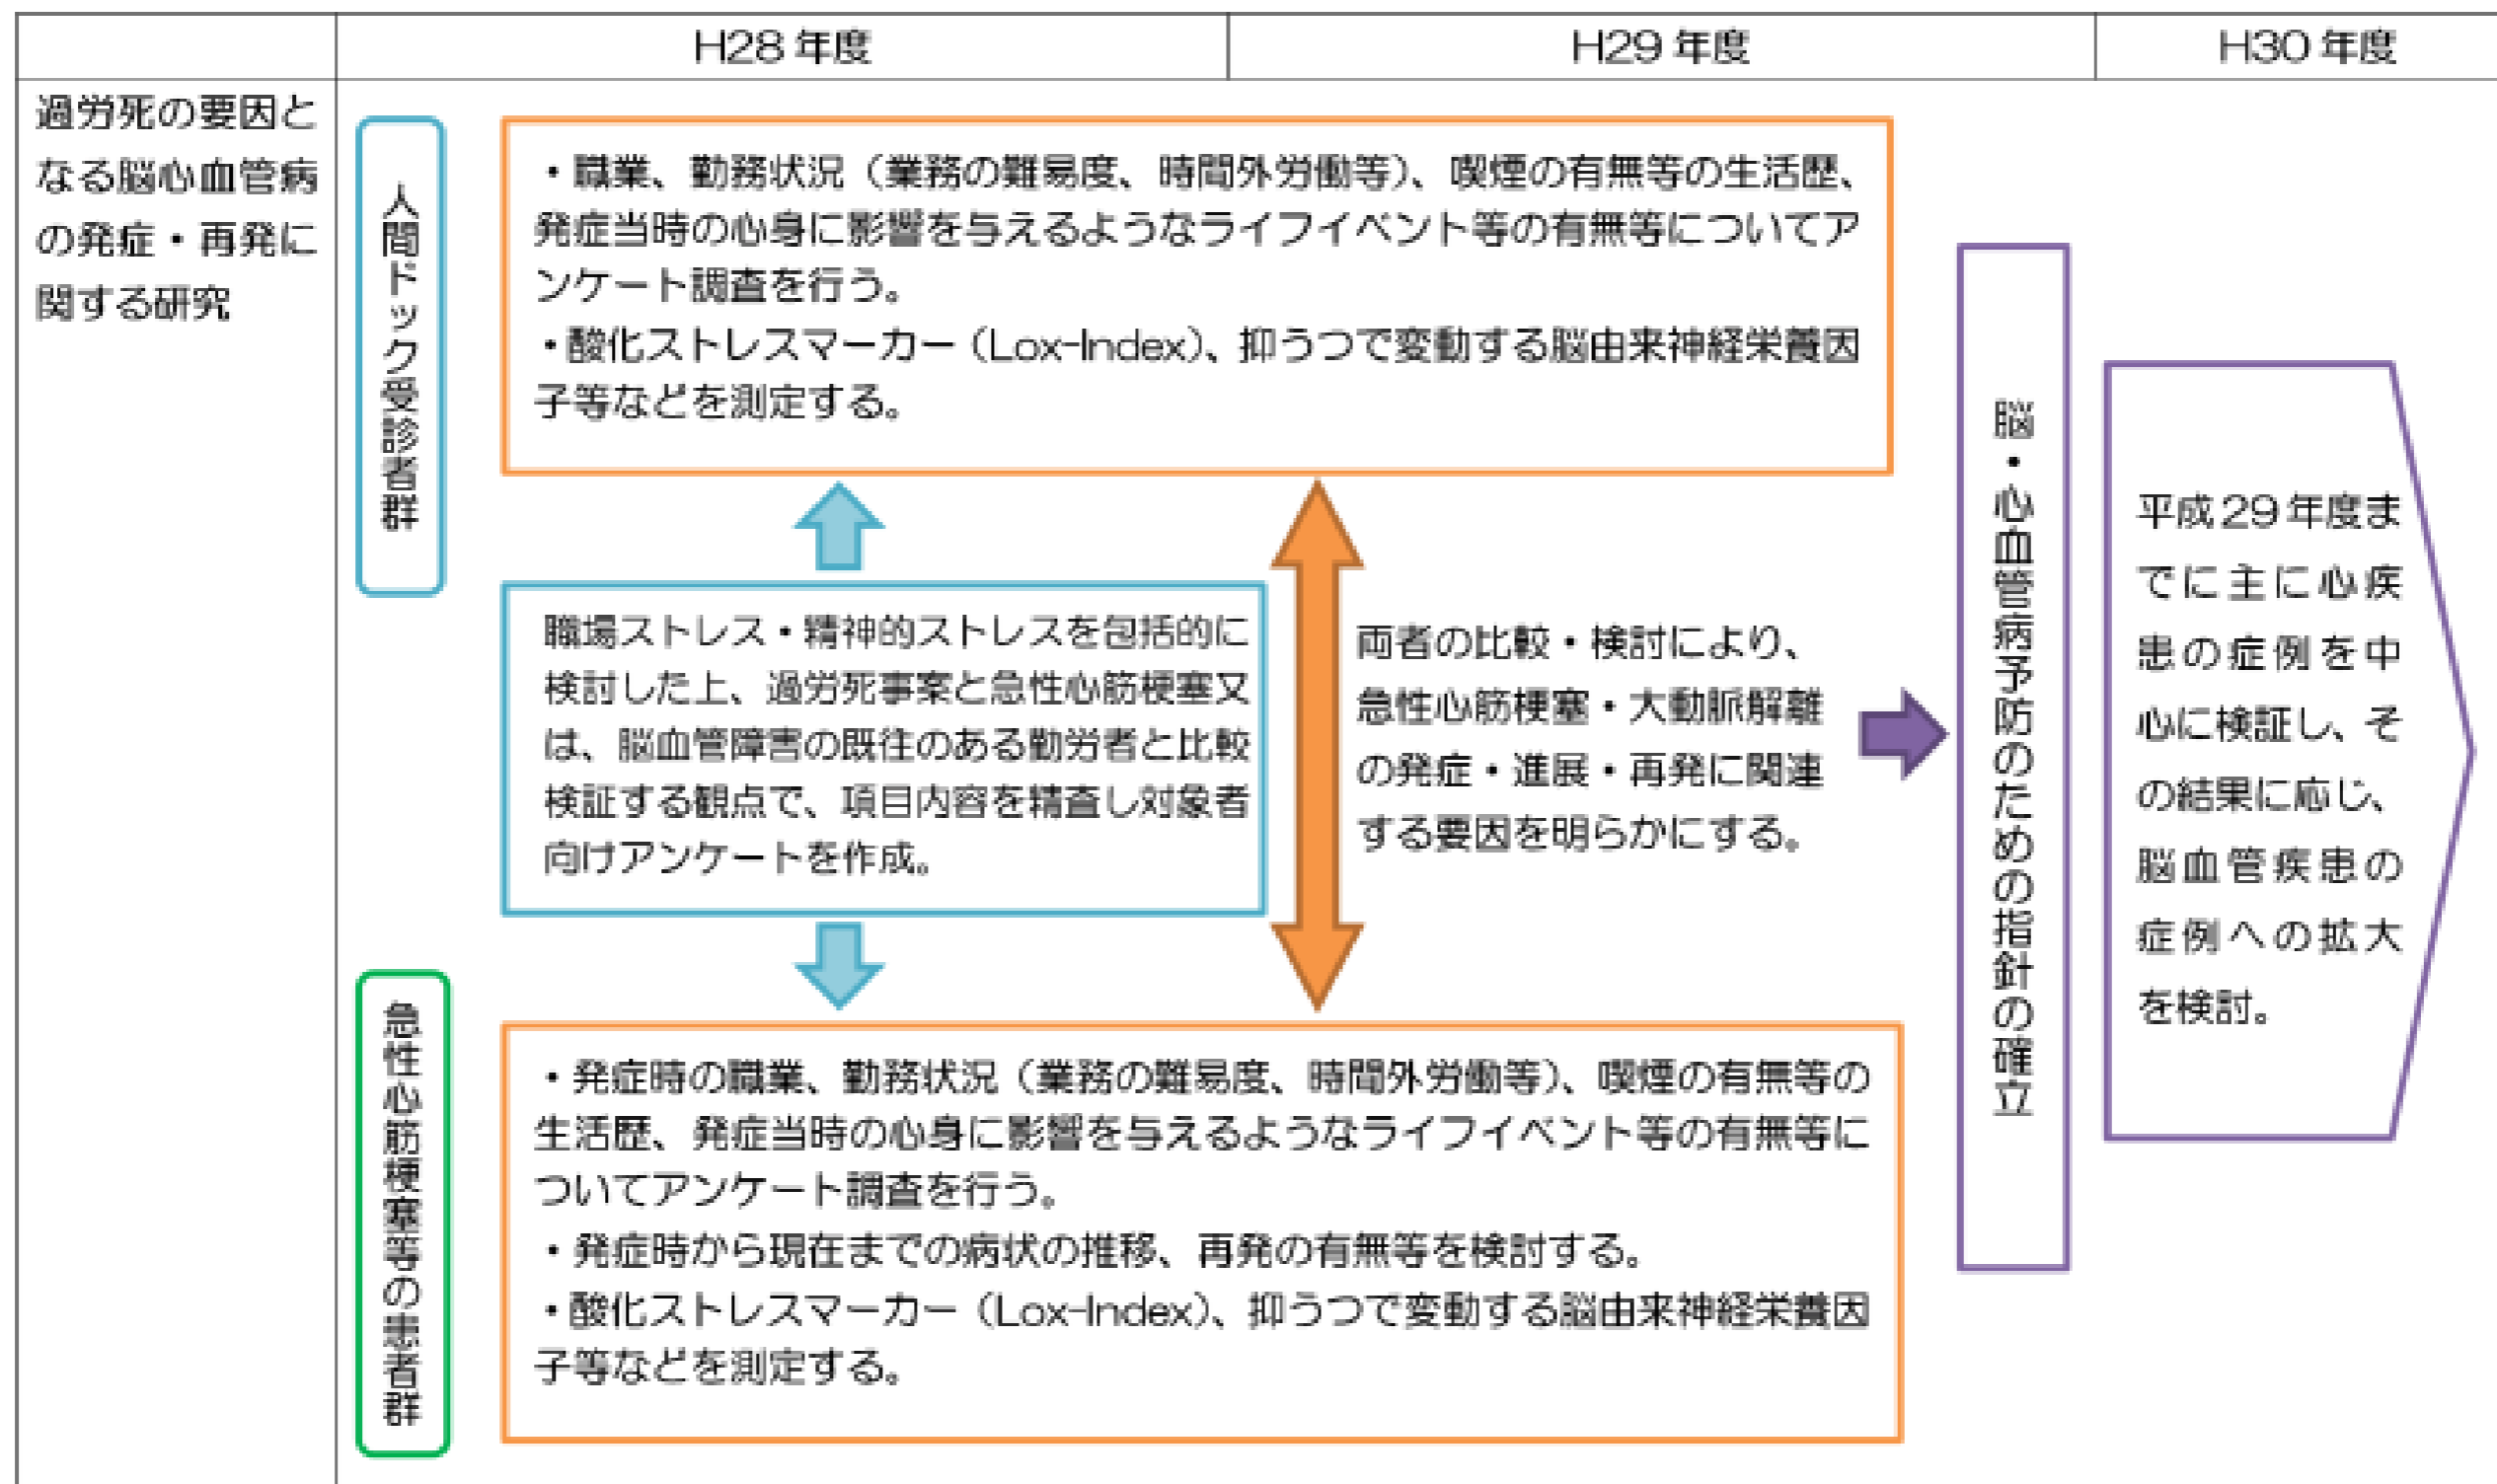 H28 年度
H29 年度
H30 年度
過労死の要因と
なる脳心血管病
の発症・再発に
関する研究
人間ドック受診者群
・職業、勤務状況（業務の難易度、時間外労働等）、喫煙の有無等の生活歴、
発症当時の心身に影響を与えるようなライフイベント等の有無等についてア
ンケート調査を行う。
・酸化ストレスマーカー（Lox-Index）、抑うつで変動する脳由来神経栄養因
子等などを測定する。
職場ストレス・精神的ストレスを包括的に
検討した上、過労死事案と急性心筋梗塞又
は、脳血管障害の既往のある勤労者と比較
検証する観点で、項目内容を精査し対象者
向けアンケートを作成。
両者の比較・検討により、
急性心筋梗塞・大動脈解離
の発症・進展・再発に関連
する要因を明らかにする。
急性心筋梗塞等の患者群
・発症時の職業、勤務状況（業務の難易度、時間外労働等）、喫煙の有無等の
生活歴、発症当時の心身に影響を与えるようなライフイベント等の有無等に
ついてアンケート調査を行う。
・発症時から現在までの病状の推移、再発の有無等を検討する。
・酸化ストレスマーカー（Lox-Index）、抑うつで変動する脳由来神経栄養因
子等などを測定する。
脳・心血管病予防のための指針の確立
平成 29 年度ま
でに主に心疾
患の症例を中
心に検証し、そ
の結果に応じ、
脳血管疾患の
症例への拡大
を検討。